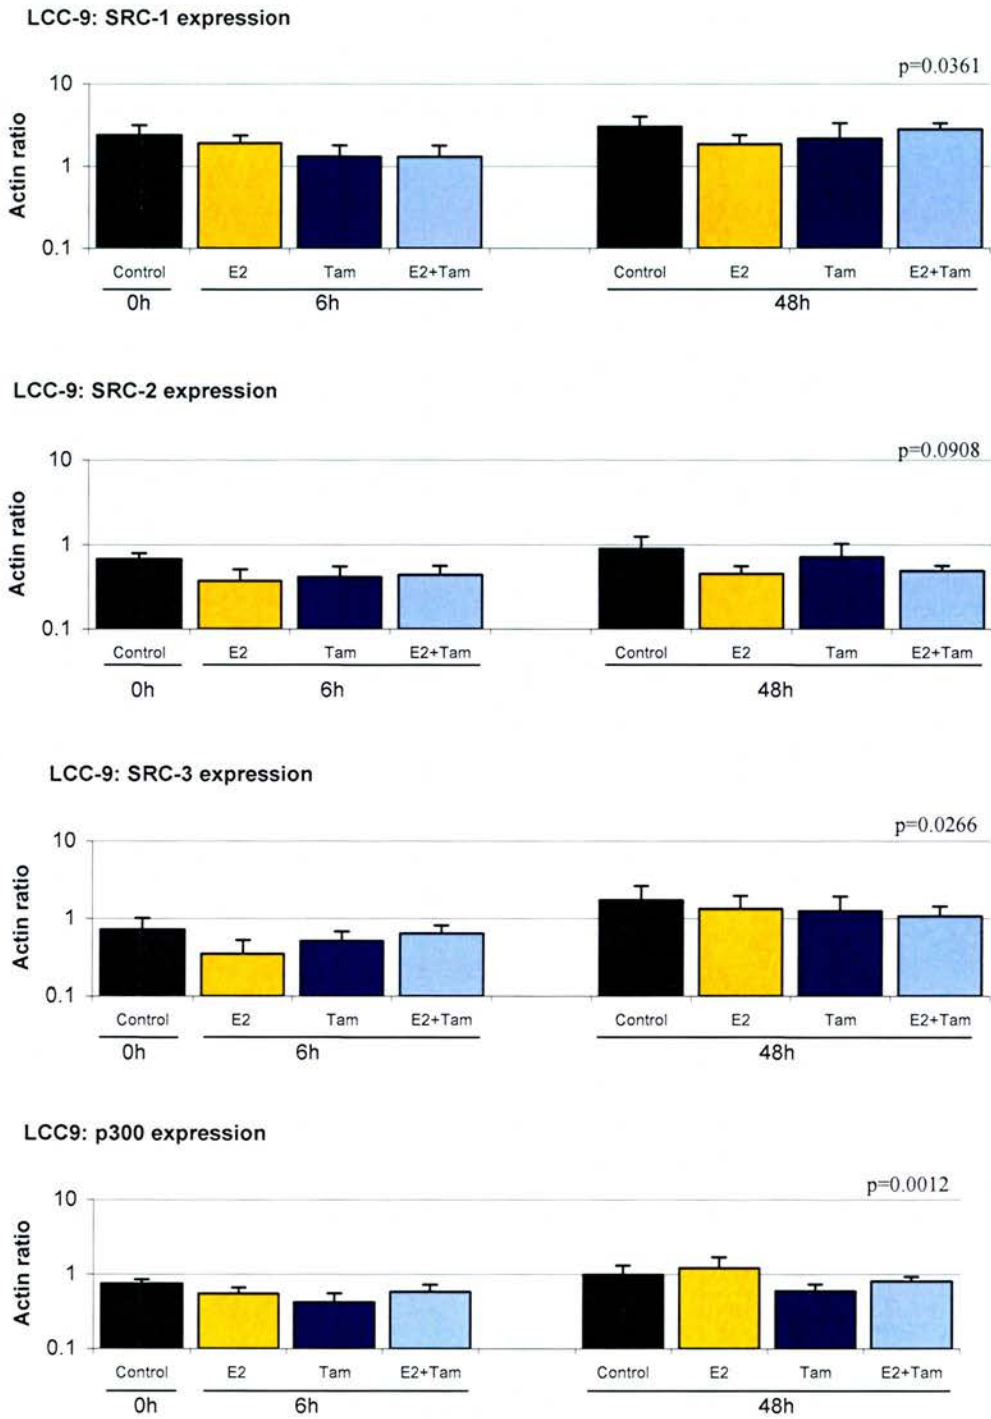 LCC-9: SRC-1 expression
p=0.0361
10
1
0.1
Actin ratio
Control E2 Tam E2+Tam Control E2 Tam E2+Tam
0h 6h 48h
LCC-9: SRC-2 expression
p=0.0908
10
1
0.1
Actin ratio
Control E2 Tam E2+Tam Control E2 Tam E2+Tam
0h 6h 48h
LCC-9: SRC-3 expression
p=0.0266
10
1
0.1
Actin ratio
Control E2 Tam E2+Tam Control E2 Tam E2+Tam
0h 6h 48h
LCC9: p300 expression
p=0.0012
10
1
0.1
Actin ratio
Control E2 Tam E2+Tam Control E2 Tam E2+Tam
0h 6h 48h